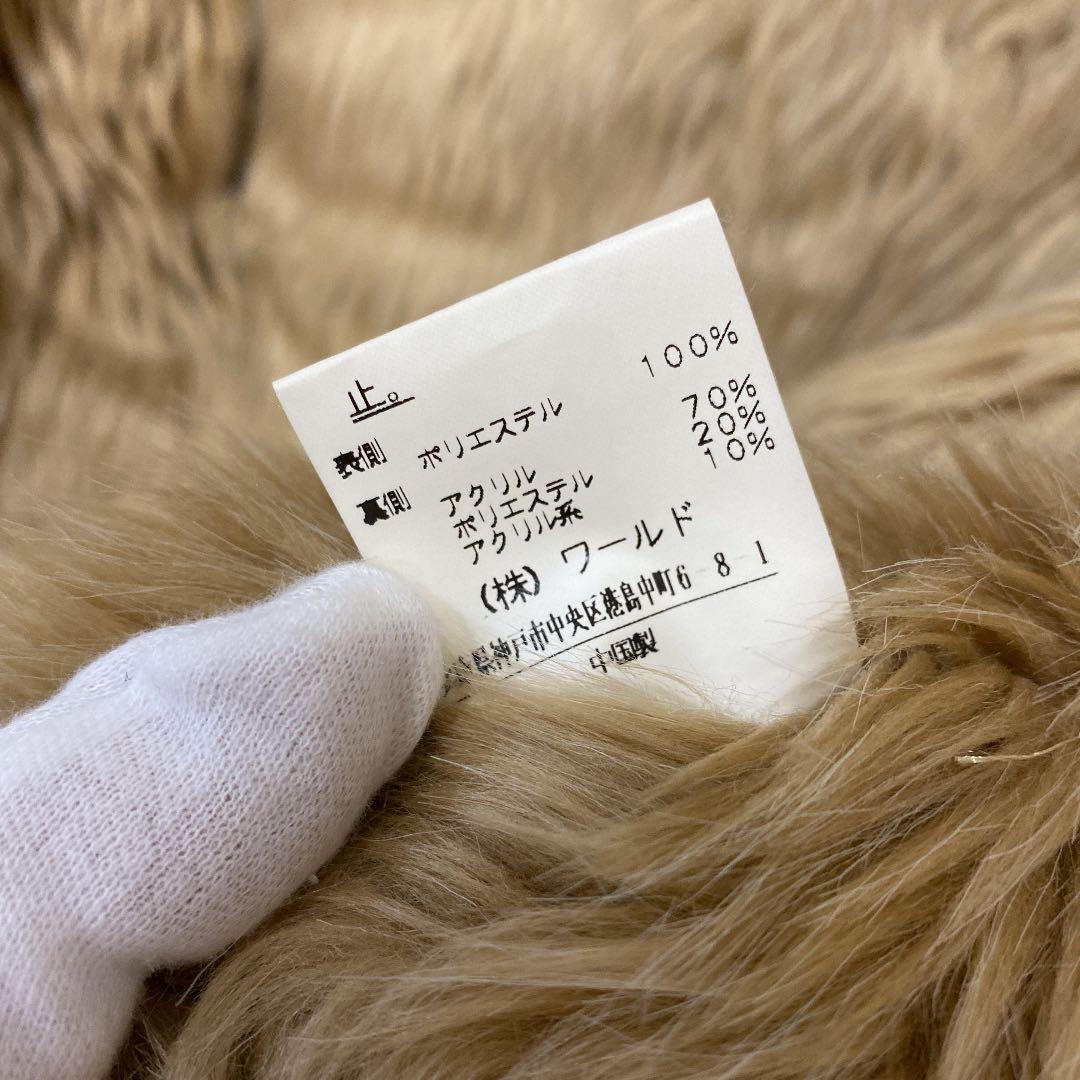 止。
表側 ポリエステル 100%
裏側 アクリル 70%
ポリエステル 20%
アクリル系 10%
(株) ワールド
県神戸市中央区港島中町6-8-1
中国製